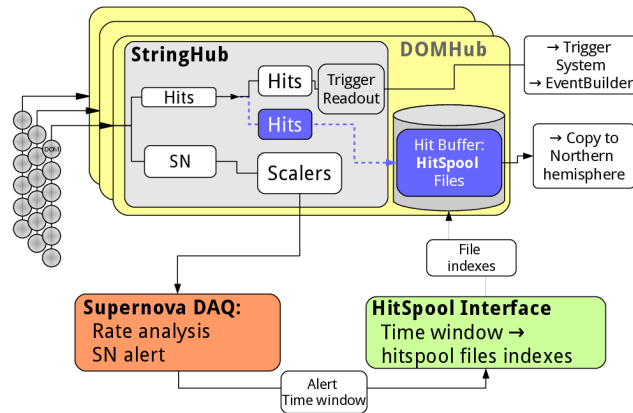 StringHub
DOMHub
Hits
Hits
Trigger
Readout
Hits
SN
Scalers
DOM
Hit Buffer:
HitSpool
Files
→ Trigger
System
→ EventBuilder
→ Copy to
Northern
hemisphere
File
indexes
Supernova DAQ:
Rate analysis
SN alert
HitSpool Interface
Time window →
hitspool files indexes
Alert
Time window